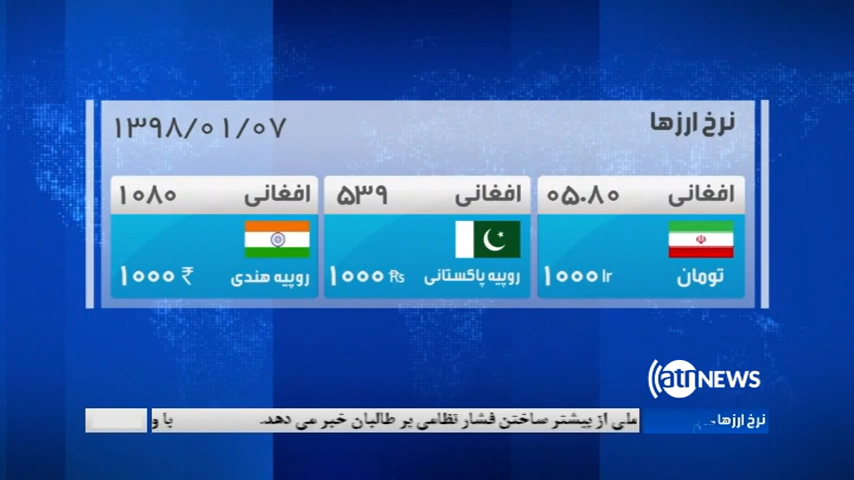 نرخ ارزها
۱۳۹۸/۰۱/۰۷
افغانی ۰۵.۸۰
تومان ۱۰۰۰ Ir
افغانی ۵۳۹
روپیه پاکستانی ۱۰۰۰ ₨
افغانی ۱۰۸۰
روپیه هندی ۱۰۰۰ ₹
atn NEWS
نرخ ارزها
ملی از بیشتر ساختن فشار نظامی بر طالبان خبر می دهد.